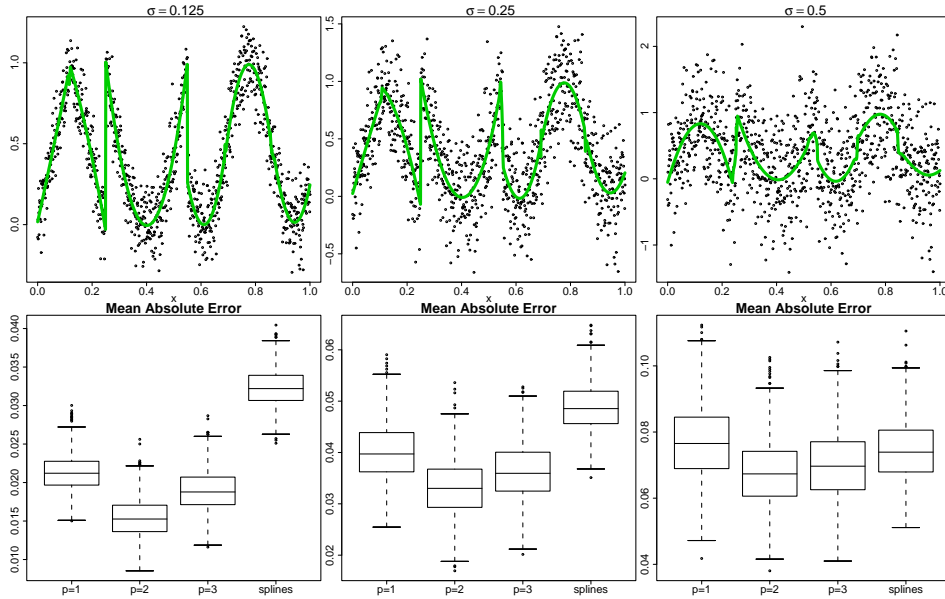 σ = 0.125
σ = 0.25
σ = 0.5
1.0
0.5
0.0
1.5
1.0
0.5
0.0
−0.5
2
1
0
−1
0.0 0.2 0.4 0.6 0.8 1.0
0.0 0.2 0.4 0.6 0.8 1.0
0.0 0.2 0.4 0.6 0.8 1.0
x
x
x
Mean Absolute Error
Mean Absolute Error
Mean Absolute Error
0.040
0.035
0.030
0.025
0.020
0.015
0.010
0.06
0.05
0.04
0.03
0.02
0.10
0.08
0.06
0.04
p=1 p=2 p=3 splines
p=1 p=2 p=3 splines
p=1 p=2 p=3 splines